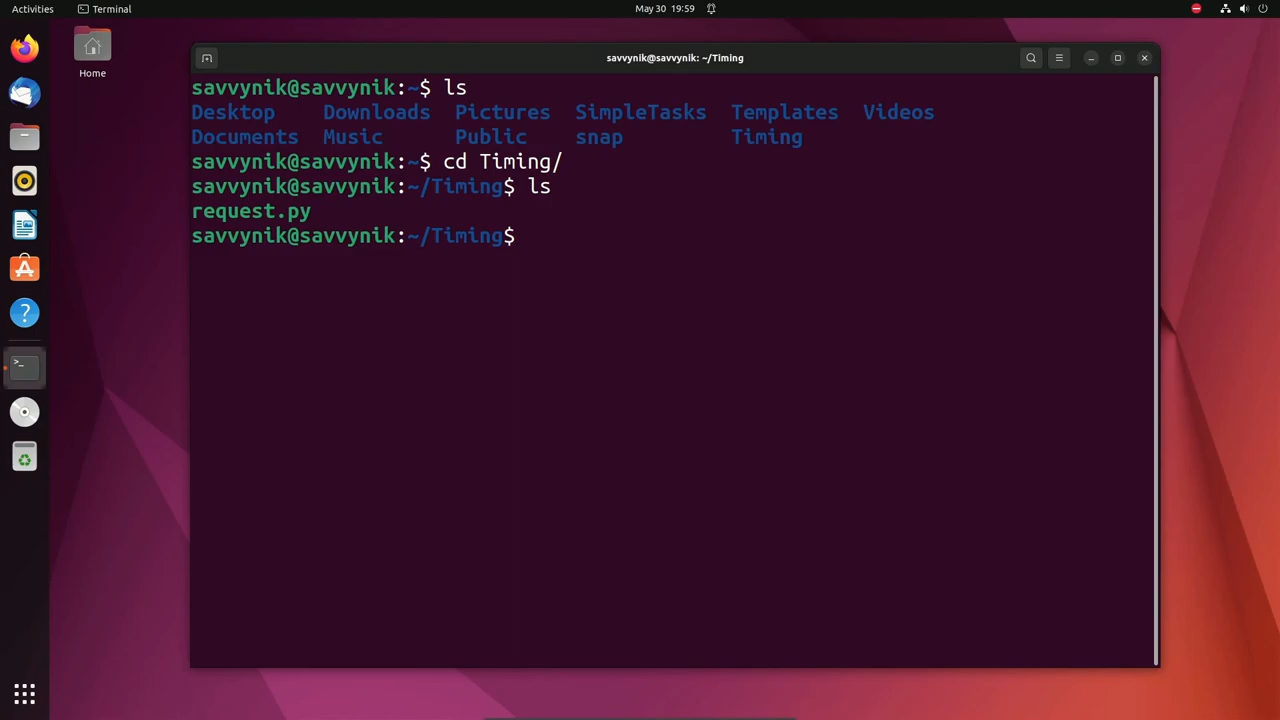 Activities Terminal May 30 19:59
Home
savvynik@savvynik: ~/Timing
savvynik@savvynik:~$ ls
Desktop Downloads Pictures SimpleTasks Templates Videos
Documents Music Public snap Timing
savvynik@savvynik:~$ cd Timing/
savvynik@savvynik:~/Timing$ ls
request.py
savvynik@savvynik:~/Timing$